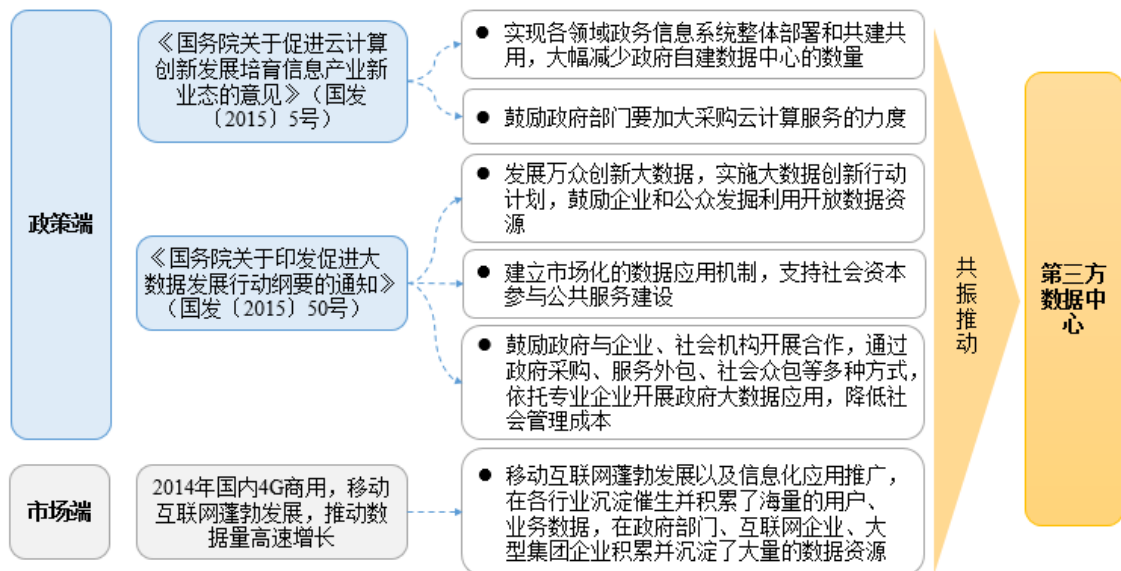 政策端
《国务院关于促进云计算
创新发展培育信息产业新
业态的意见》（国发
〔2015〕5号）
● 实现各领域政务信息系统整体部署和共建共
用，大幅减少政府自建数据中心的数量
● 鼓励政府部门要加大采购云计算服务的力度
《国务院关于印发促进大
数据发展行动纲要的通知》
（国发〔2015〕50号）
● 发展万众创新大数据，实施大数据创新行动
计划，鼓励企业和公众发掘利用开放数据资
源
● 建立市场化的数据应用机制，支持社会资本
参与公共服务建设
● 鼓励政府与企业、社会机构开展合作，通过
政府采购、服务外包、社会众包等多种方式，
依托专业企业开展政府大数据应用，降低社
会管理成本
市场端
2014年国内4G商用，移动
互联网蓬勃发展，推动数
据量高速增长
● 移动互联网蓬勃发展以及信息化应用推广，
在各行业沉淀催生并积累了海量的用户、
业务数据，在政府部门、互联网企业、大
型集团企业积累并沉淀了大量的数据资源
共振推动
第三方
数据中
心